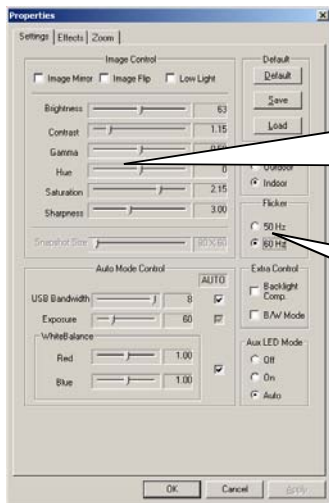 Properties
Settings Effects Zoom
Image Control
Image Mirror Image Flip Low Light
Brightness 63
Contrast 1.15
Gamma
Hue 0
Saturation 2.15
Sharpness 3.00
Snapshot Size
Default
Default
Save
Load
Outdoor
Indoor
Flicker
50 Hz
60 Hz
Auto Mode Control
AUTO
USB Bandwidth 8
Exposure 60
WhiteBalance
Red 1.00
Blue 1.00
Extra Control
Backlight
Comp.
B/W Mode
Aux LED Mode
Off
On
Auto
OK Cancel Apply